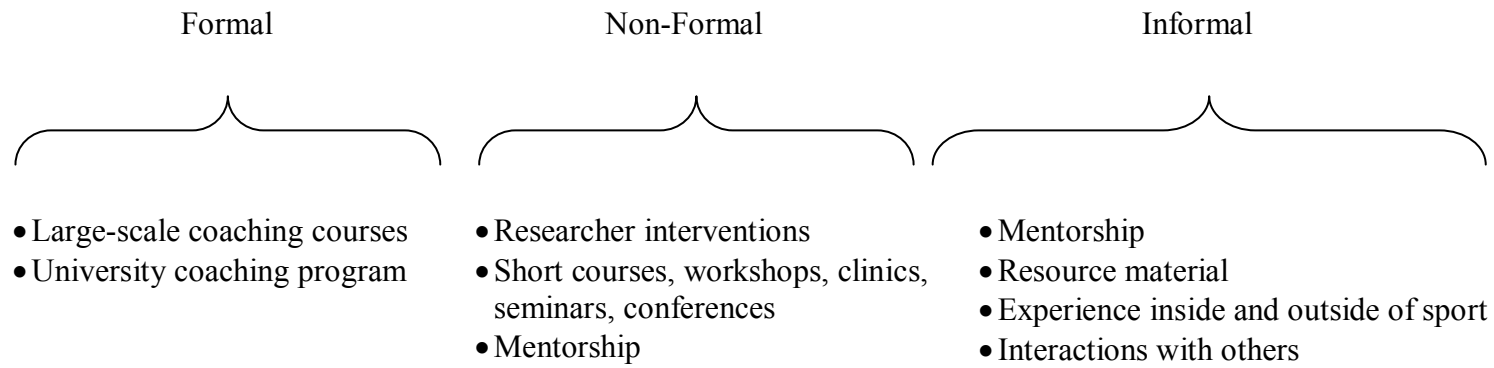 Formal
Non-Formal
Informal
• Large-scale coaching courses
• University coaching program
• Researcher interventions
• Short courses, workshops, clinics,
seminars, conferences
• Mentorship
• Mentorship
• Resource material
• Experience inside and outside of sport
• Interactions with others